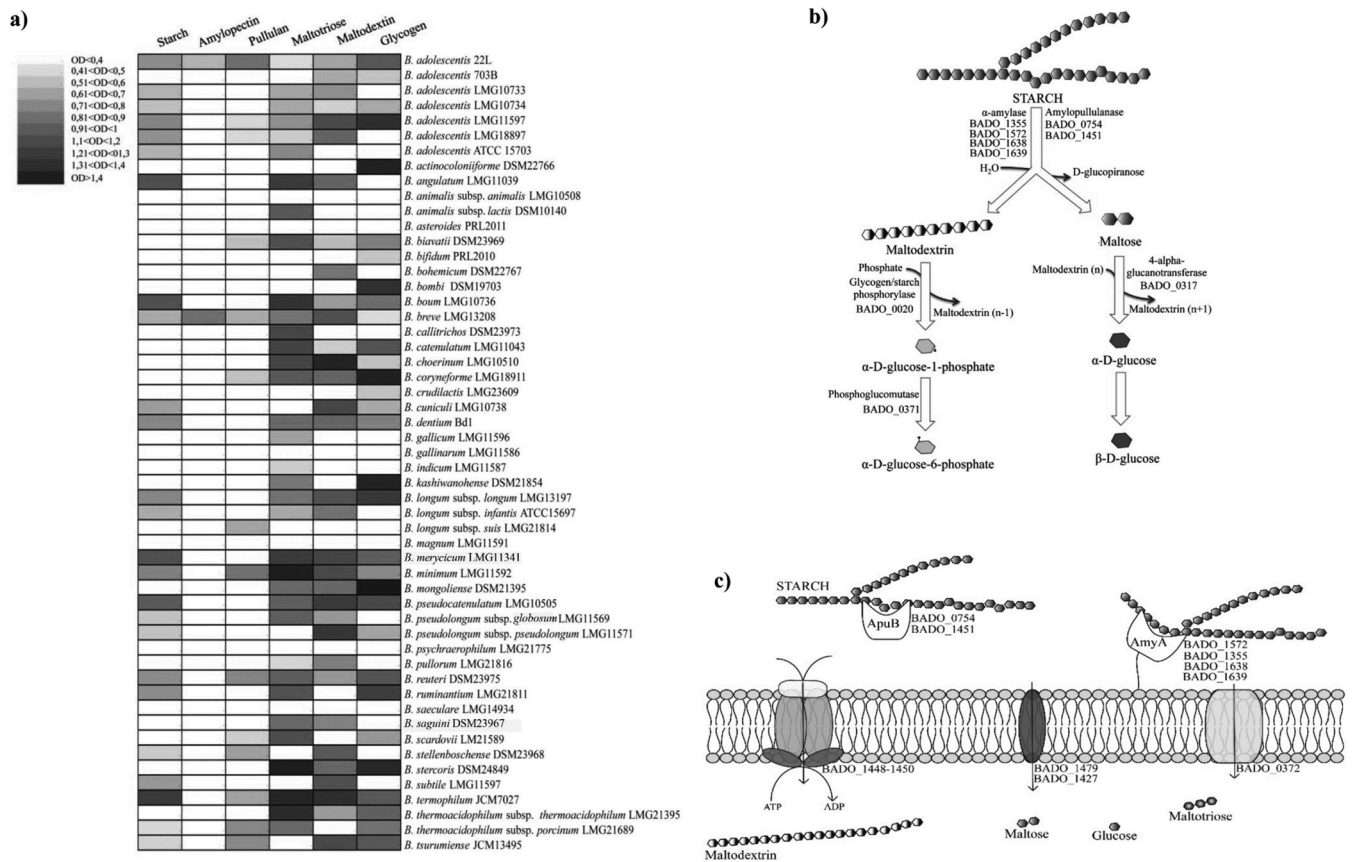 a)
Starch
Amylopectin
Pullulan
Maltotriose
Maltodextin
Glycogen
OD<0,4
0,41<OD<0,5
0,51<OD<0,6
0,61<OD<0,7
0,71<OD<0,8
0,81<OD<0,9
0,91<OD<1
1,1<OD<1,2
1,21<OD<01,3
1,31<OD<1,4
OD>1,4
B. adolescentis 22L
B. adolescentis 703B
B. adolescentis LMG10733
B. adolescentis LMG10734
B. adolescentis LMG11597
B. adolescentis LMG18897
B. adolescentis ATCC 15703
B. actinocoloniiforme DSM22766
B. angulatum LMG11039
B. animalis subsp. animalis LMG10508
B. animalis subsp. lactis DSM10140
B. asteroides PRL2011
B. biavatii DSM23969
B. bifidum PRL2010
B. bohemicum DSM22767
B. bombi DSM19703
B. boum LMG10736
B. breve LMG13208
B. callitrichos DSM23973
B. catenulatum LMG11043
B. choerinum LMG10510
B. coryneforme LMG18911
B. crudilactis LMG23609
B. cuniculi LMG10738
B. dentium Bd1
B. gallicum LMG11596
B. gallinarum LMG11586
B. indicum LMG11587
B. kashiwanohense DSM21854
B. longum subsp. longum LMG13197
B. longum subsp. infantis ATCC15697
B. longum subsp. suis LMG21814
B. magnum LMG11591
B. merycicum LMG11341
B. minimum LMG11592
B. mongoliense DSM21395
B. pseudocatenulatum LMG10505
B. pseudolongum subsp. globosum LMG11569
B. pseudolongum subsp. pseudolongum LMG11571
B. psychraerophilum LMG21775
B. pullorum LMG21816
B. reuteri DSM23975
B. ruminantium LMG21811
B. saeculare LMG14934
B. saguini DSM23967
B. scardovii LM21589
B. stellenboschense DSM23968
B. stercoris DSM24849
B. subtile LMG11597
B. termophilum JCM7027
B. thermoacidophilum subsp. thermoacidophilum LMG21395
B. thermoacidophilum subsp. porcinum LMG21689
B. tsurumiense JCM13495
b)
STARCH
α-amylase
BADO_1355
BADO_1572
BADO_1638
BADO_1639
Amylopullulanase
BADO_0754
BADO_1451
H₂O
D-glucopiranose
Maltodextrin
Maltose
Phosphate
Glycogen/starch
phosphorylase
BADO_0020
Maltodextrin (n-1)
Maltodextrin (n)
4-alpha-
glucanotransferase
BADO_0317
Maltodextrin (n+1)
α-D-glucose-1-phosphate
α-D-glucose
Phosphoglucomutase
BADO_0371
α-D-glucose-6-phosphate
β-D-glucose
c)
STARCH
ApuB
BADO_0754
BADO_1451
AmyA
BADO_1572
BADO_1355
BADO_1638
BADO_1639
BADO_1448-1450
BADO_1479
BADO_1427
BADO_0372
ATP
ADP
Maltodextrin
Maltose
Glucose
Maltotriose